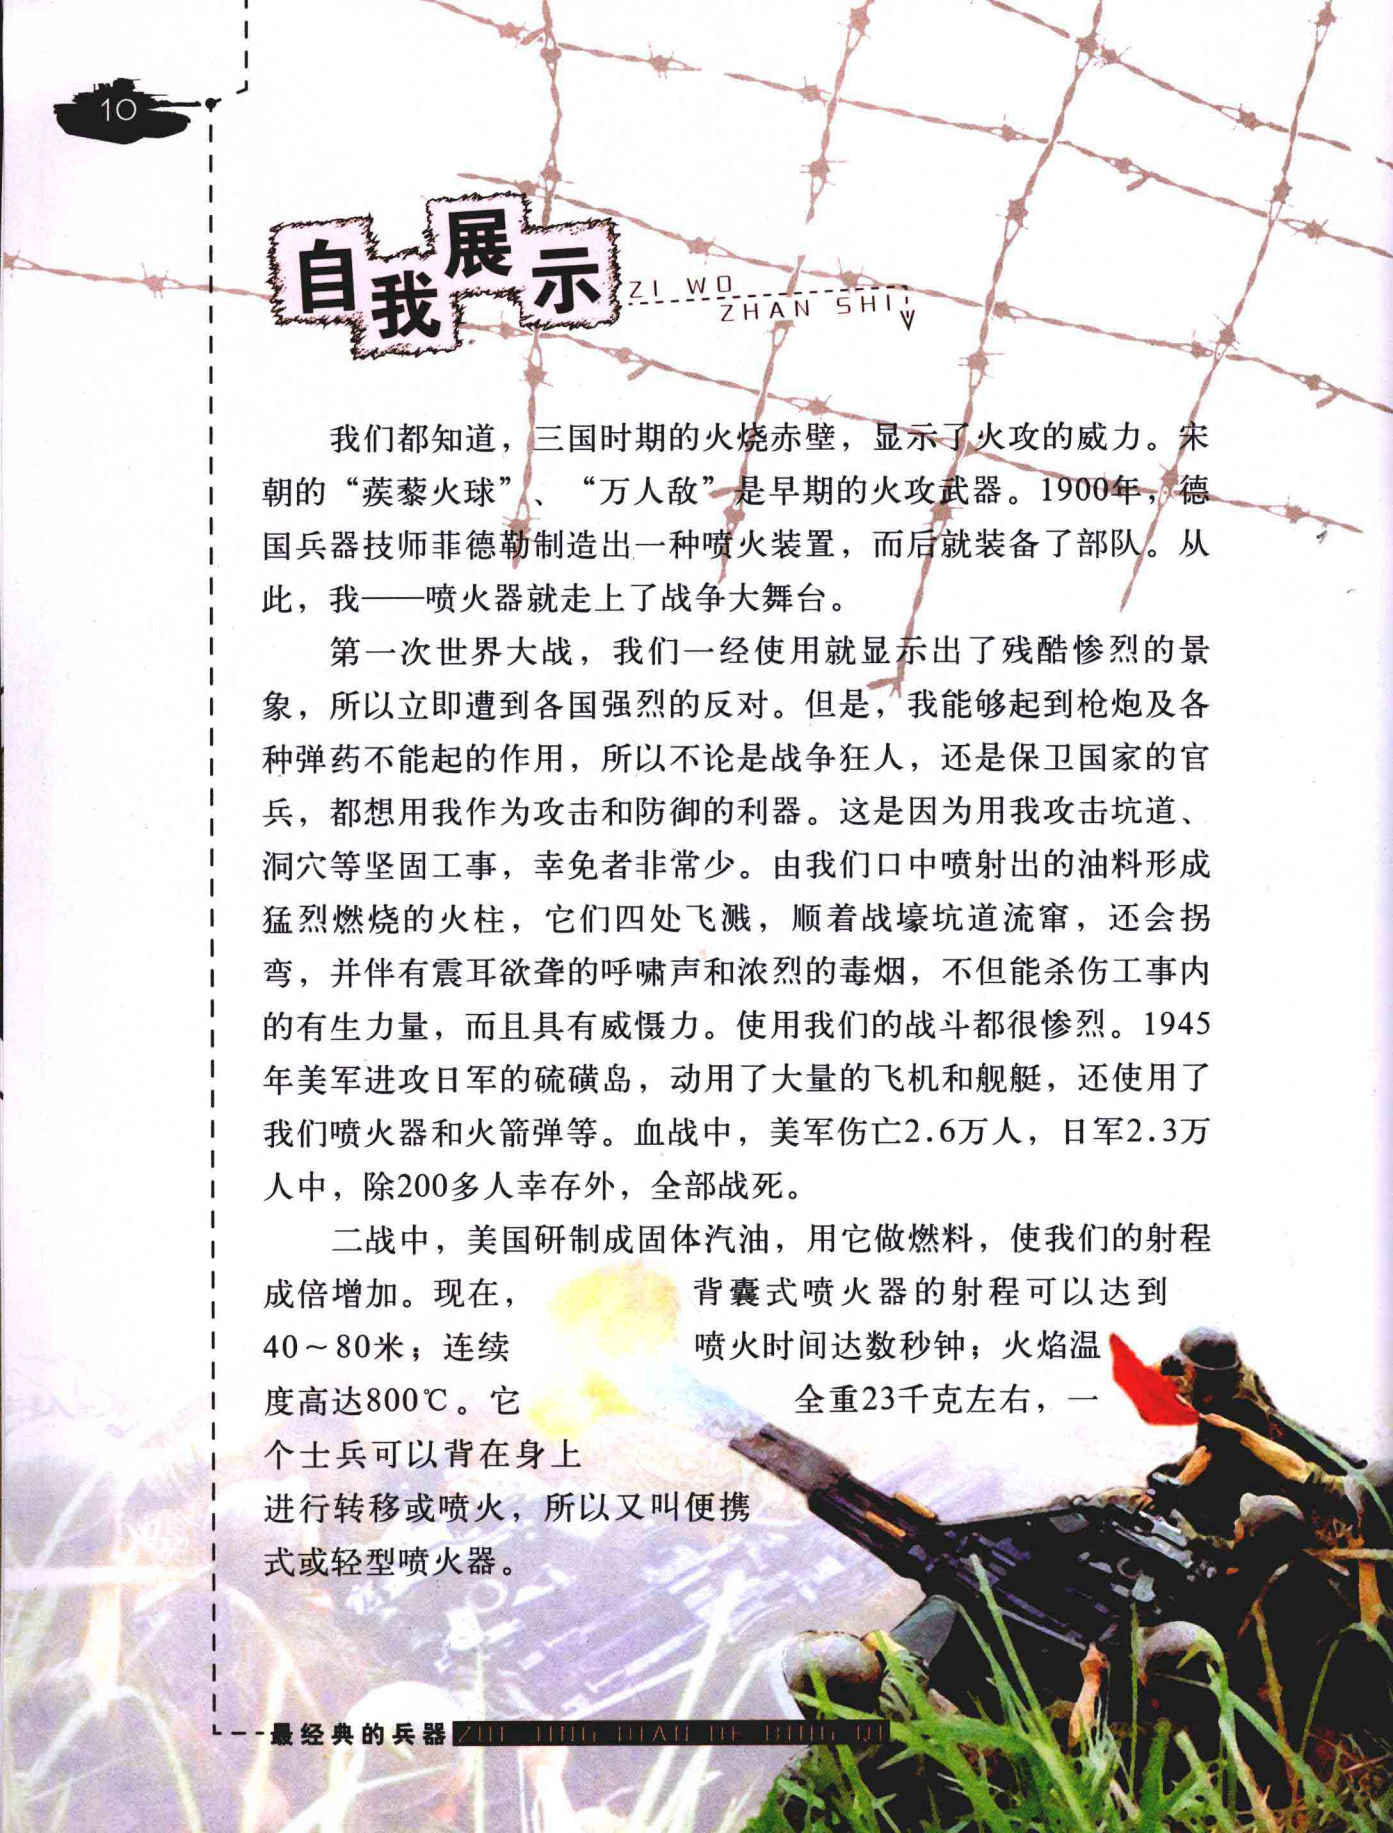 10
自我展示
ZI WO
ZHAN SHI
我们都知道，三国时期的火烧赤壁，显示了火攻的威力。宋
朝的“蒺藜火球”、“万人敌”是早期的火攻武器。1900年，德
国兵器技师菲德勒制造出一种喷火装置，而后就装备了部队。从
此，我——喷火器就走上了战争大舞台。
第一次世界大战，我们一经使用就显示出了残酷惨烈的景
象，所以立即遭到各国强烈的反对。但是，我能够起到枪炮及各
种弹药不能起的作用，所以不论是战争狂人，还是保卫国家的官
兵，都想用我作为攻击和防御的利器。这是因为用我攻击坑道、
洞穴等坚固工事，幸免者非常少。由我们口中喷射出的油料形成
猛烈燃烧的火柱，它们四处飞溅，顺着战壕坑道流窜，还会拐
弯，并伴有震耳欲聋的呼啸声和浓烈的毒烟，不但能杀伤工事内
的有生力量，而且具有威慑力。使用我们的战斗都很惨烈。1945
年美军进攻日军的硫磺岛，动用了大量的飞机和舰艇，还使用了
我们喷火器和火箭弹等。血战中，美军伤亡2.6万人，日军2.3万
人中，除200多人幸存外，全部战死。
二战中，美国研制成固体汽油，用它做燃料，使我们的射程
成倍增加。现在，背囊式喷火器的射程可以达到
40～80米；连续喷火时间达数秒钟；火焰温
度高达800℃。它全重23千克左右，一
个士兵可以背在身上
进行转移或喷火，所以又叫便携
式或轻型喷火器。
最经典的兵器 ZUI JING DIAN DE BING QI